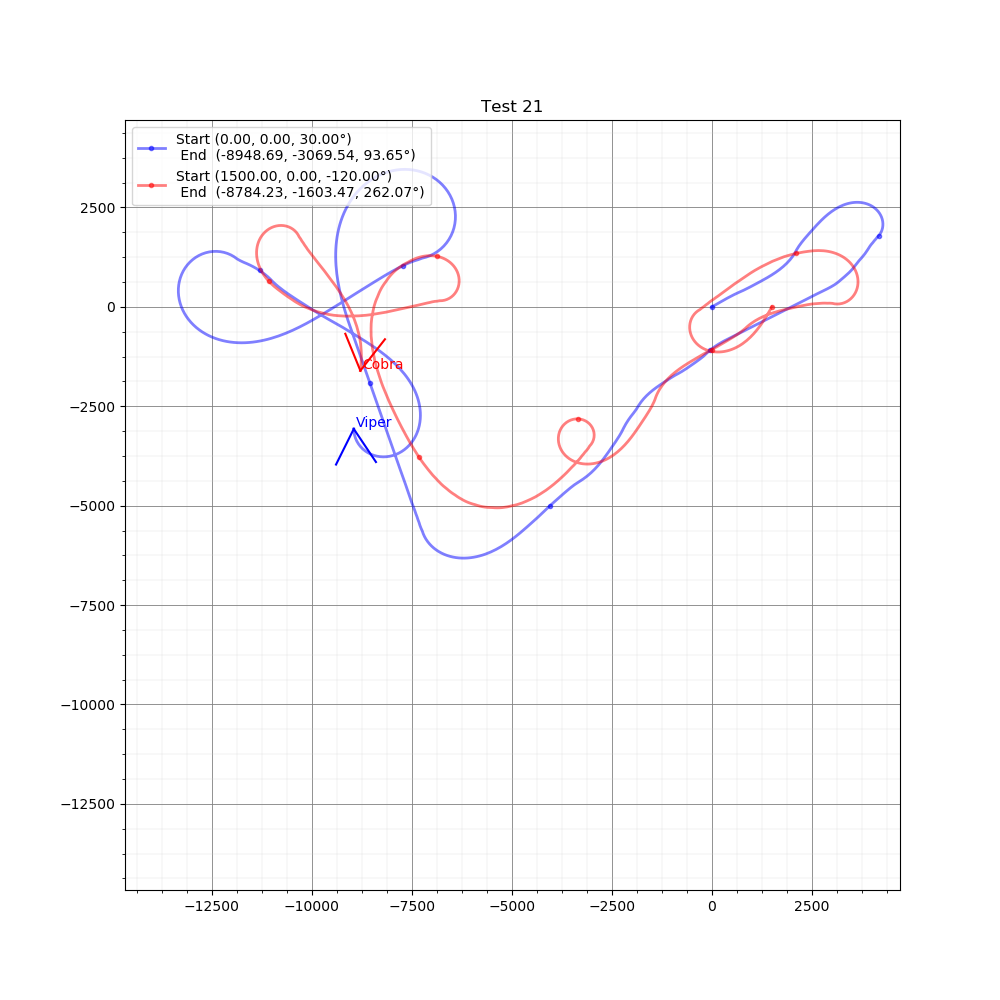 Test 21
Start (0.00, 0.00, 30.00°)
End (-8948.69, -3069.54, 93.65°)
Start (1500.00, 0.00, -120.00°)
End (-8784.23, -1603.47, 262.07°)
2500
0
−2500
−5000
−7500
−10000
−12500
Cobra
Viper
−12500 −10000 −7500 −5000 −2500 0 2500